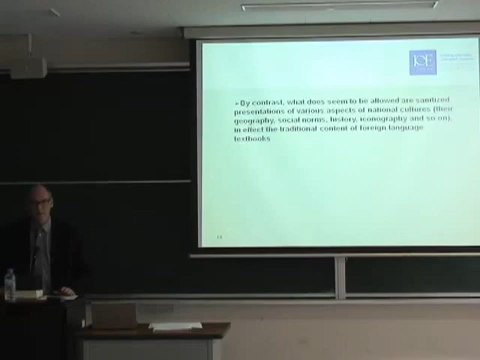 IOE
» By contrast, what does seem to be allowed are sanitized
presentations of various aspects of national cultures (their
geography, social norms, history, iconography and so on),
in effect the traditional content of foreign language
textbooks